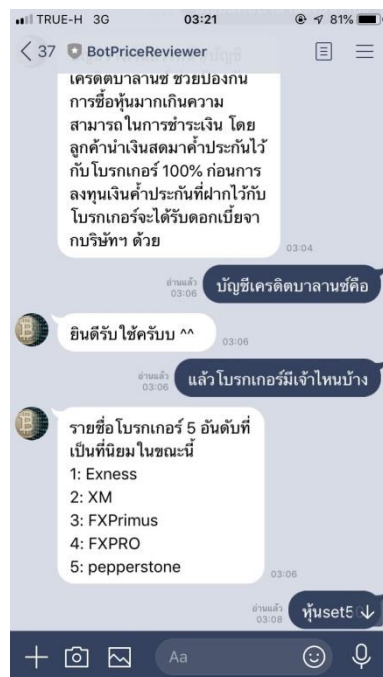 TRUE-H 3G 03:21 81%
37 BotPriceReviewer
เครดิตบาลานซ์ ช่วยป้องกัน
การซื้อหุ้นมากเกินความ
สามารถในการชำระเงิน โดย
ลูกค้านำเงินสดมาค้ำประกันไว้
กับโบรกเกอร์ 100% ก่อนการ
ลงทุนเงินค้ำประกันที่ฝากไว้กับ
โบรกเกอร์จะได้รับดอกเบี้ยจา
กบริษัทฯ ด้วย
03:04
อ่านแล้ว
03:06
บัญชีเครดิตบาลานซ์คือ
ยินดีรับใช้ครับบ ^^
03:06
อ่านแล้ว
03:06
แล้วโบรกเกอร์มีเจ้าไหนบ้าง
รายชื่อโบรกเกอร์ 5 อันดับที่
เป็นที่นิยมในขณะนี้
1: Exness
2: XM
3: FXPrimus
4: FXPRO
5: pepperstone
03:06
อ่านแล้ว
03:08
หุ้นset50
Aa